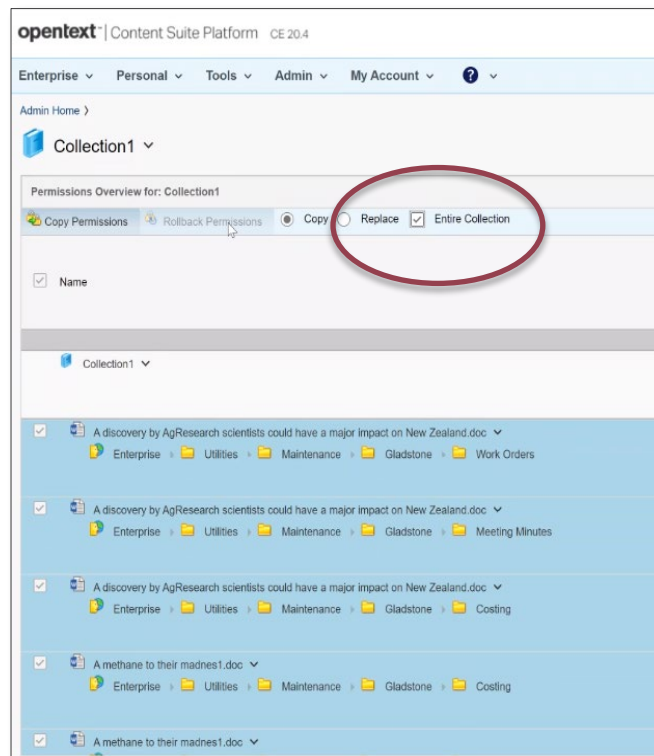 opentext™ | Content Suite Platform CE 20.4
Enterprise Personal Tools Admin My Account ?
Admin Home ›
Collection1
Permissions Overview for: Collection1
Copy Permissions Rollback Permissions Copy Replace Entire Collection
Name
Collection1
A discovery by AgResearch scientists could have a major impact on New Zealand.doc
Enterprise › Utilities › Maintenance › Gladstone › Work Orders
A discovery by AgResearch scientists could have a major impact on New Zealand.doc
Enterprise › Utilities › Maintenance › Gladstone › Meeting Minutes
A discovery by AgResearch scientists could have a major impact on New Zealand.doc
Enterprise › Utilities › Maintenance › Gladstone › Costing
A methane to their madnes1.doc
Enterprise › Utilities › Maintenance › Gladstone › Costing
A methane to their madnes1.doc